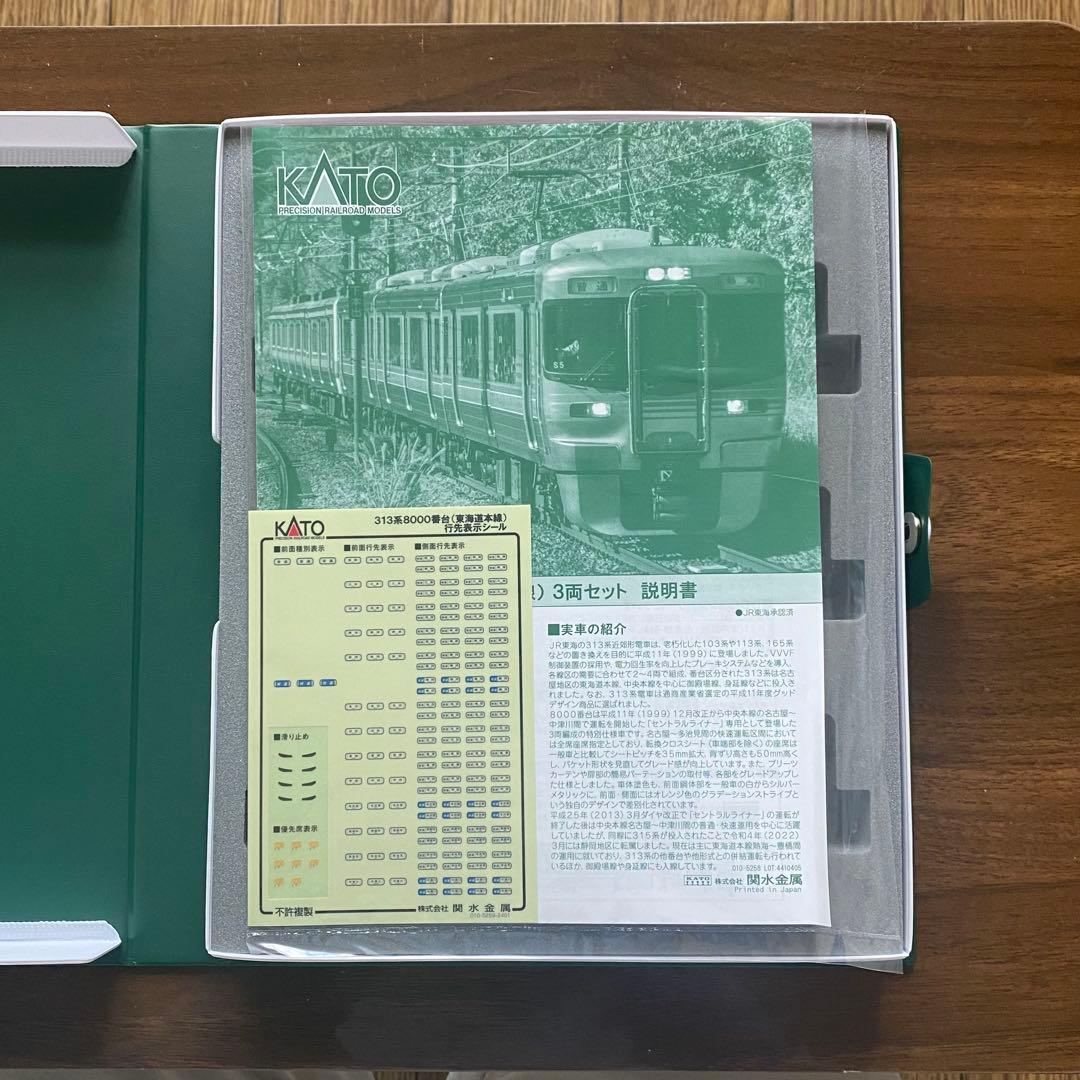 KATO
PRECISION RAILROAD MODELS
普通
S5
) 3両セット 説明書
●JR東海承認済
■実車の紹介
JR東海の313系近郊形電車は、老朽化した103系や113系、165系
などの置き換えを目的に平成11年(1999)に登場しました。VVVF
制御装置の採用や、電力回生率を向上したブレーキシステムなどを導入、
各線区の需要に合わせて2〜4両で組成、番台区分された313系は名古
屋地区の東海道本線、中央本線を中心に御殿場線、身延線などに投入さ
れました。なお、313系電車は通商産業省選定の平成11年度グッド
デザイン商品に選ばれました。
8000番台は平成11年(1999)12月改正から中央本線の名古屋〜
中津川間で運転を開始した「セントラルライナー」専用として登場した
3両編成の特別仕様車です。名古屋〜多治見間の快速運転区間において
は全席座席指定としており、転換クロスシート(車端部を除く)の座席は
一般車と比較してシートピッチを35mm拡大、背ずり高さも50mm高く
し、バケット形状を見直してグレード感が向上しています。また、プリーツ
カーテンや扉部の簡易パーテーションの取付等、各部をグレードアップし
た仕様としました。車体塗色も、前面鋼体部を一般車の白からシルバー
メタリックに、前面・側面にはオレンジ色のグラデーションストライプと
いう独自のデザインで差別化されています。
平成25年(2013)3月ダイヤ改正で「セントラルライナー」の運転が
終了した後は中央本線名古屋〜中津川間の普通・快速運用を中心に活躍
していましたが、同線に315系が投入されたことで令和4年(2022)
3月には静岡地区に転属しました。現在は主に東海道本線熱海〜豊橋間
の運用に就いており、313系の他番台や他形式との併結運転も行われて
いるほか、御殿場線や身延線にも入線しています。
010-5258 LOT:4410405
KATO 株式会社 関水金属
Printed in Japan
KATO
PRECISION RAILROAD MODELS
313系8000番台(東海道本線)
行先表示シール
■前面種別表示 ■前面行先表示 ■側面行先表示
■滑り止め
■優先席表示
不許複製
株式会社 関水金属
010-5259-2401